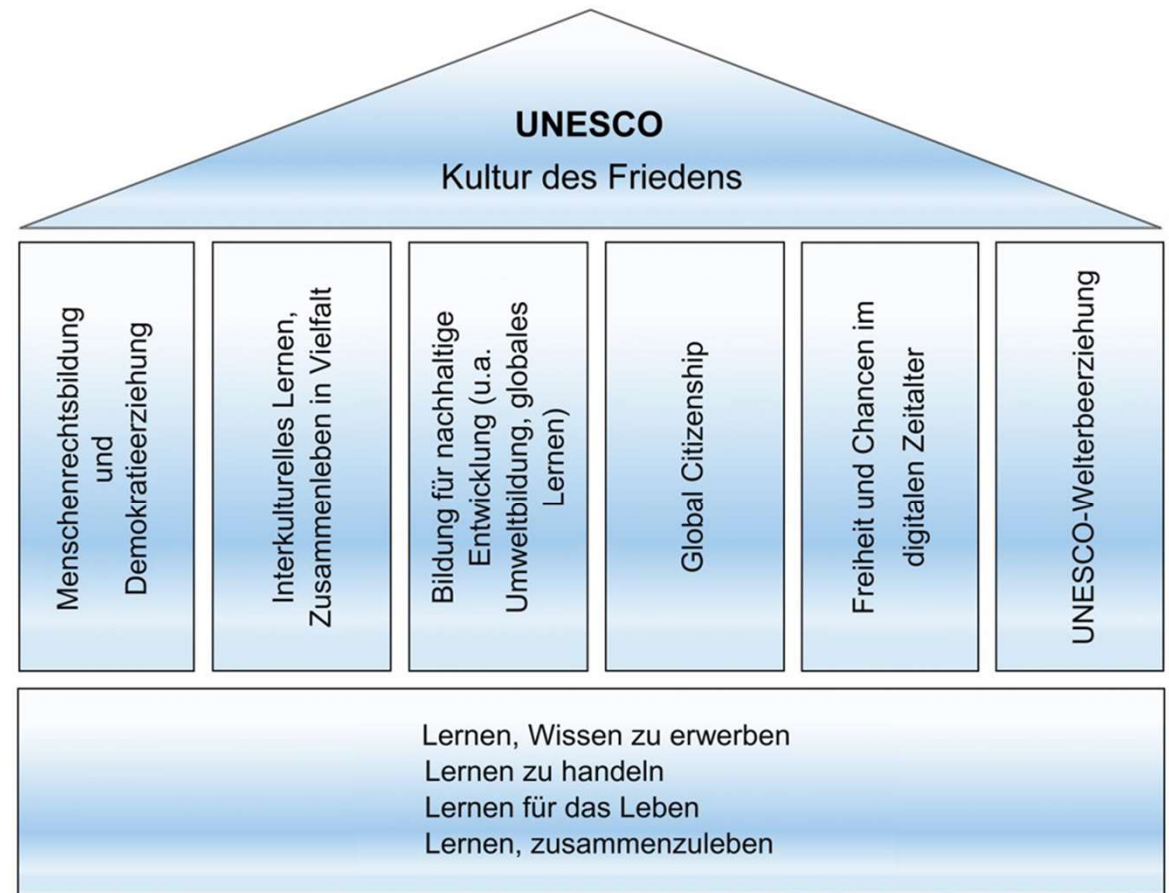 UNESCO
Kultur des Friedens
Menschenrechtsbildung
und
Demokratieerziehung
Interkulturelles Lernen,
Zusammenleben in Vielfalt
Bildung für nachhaltige
Entwicklung (u.a.
Umweltbildung, globales
Lernen)
Global Citizenship
Freiheit und Chancen im
digitalen Zeitalter
UNESCO-Welterbeerziehung
Lernen, Wissen zu erwerben
Lernen zu handeln
Lernen für das Leben
Lernen, zusammenzuleben